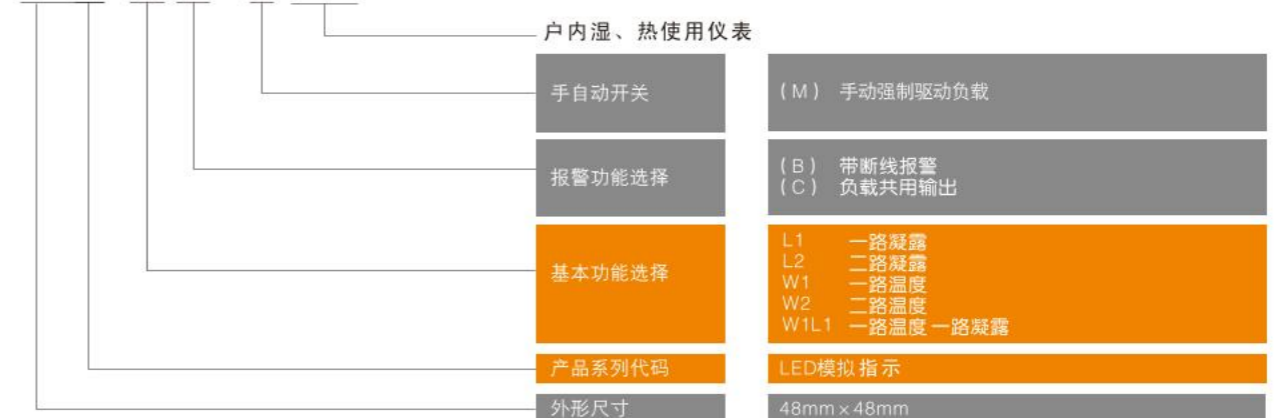 户内湿、热使用仪表
手自动开关
(M) 手动强制驱动负载
报警功能选择
(B) 带断线报警
(C) 负载共用输出
基本功能选择
L1 一路凝露
L2 二路凝露
W1 一路温度
W2 二路温度
W1L1 一路温度一路凝露
产品系列代码
LED模拟指示
外形尺寸
48mm×48mm